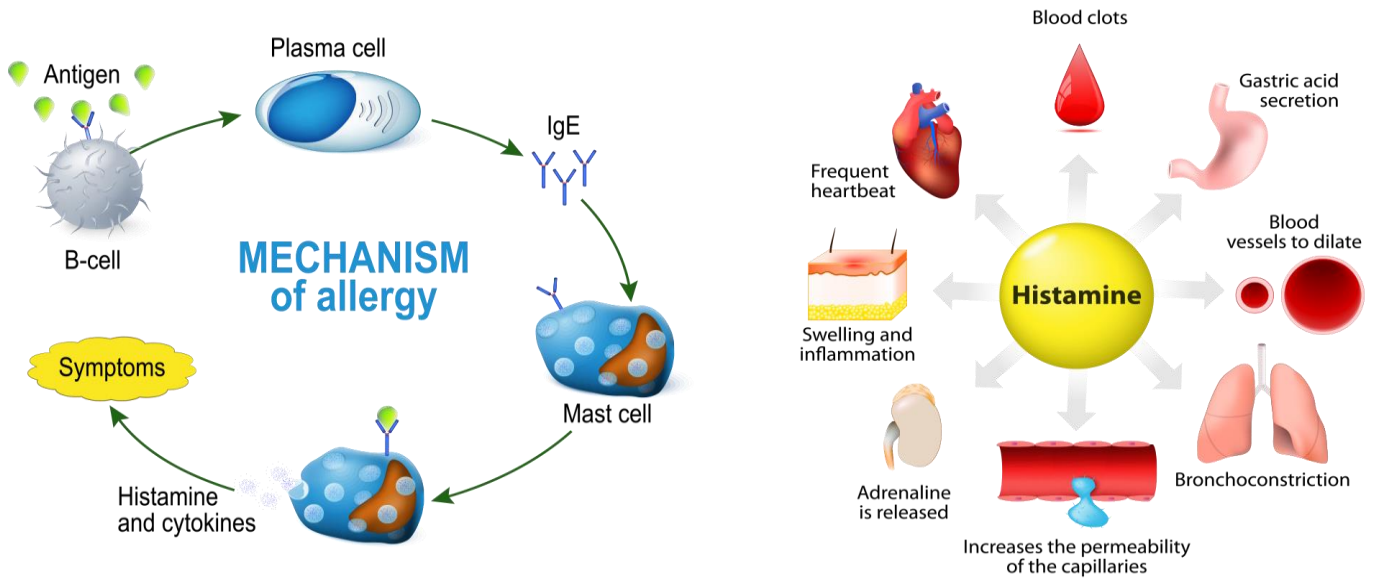 Antigen
Plasma cell
IgE
B-cell
MECHANISM
of allergy
Mast cell
Symptoms
Histamine
and cytokines
Blood clots
Gastric acid
secretion
Frequent
heartbeat
Blood
vessels to dilate
Histamine
Swelling and
inflammation
Bronchoconstriction
Adrenaline
is released
Increases the permeability
of the capillaries